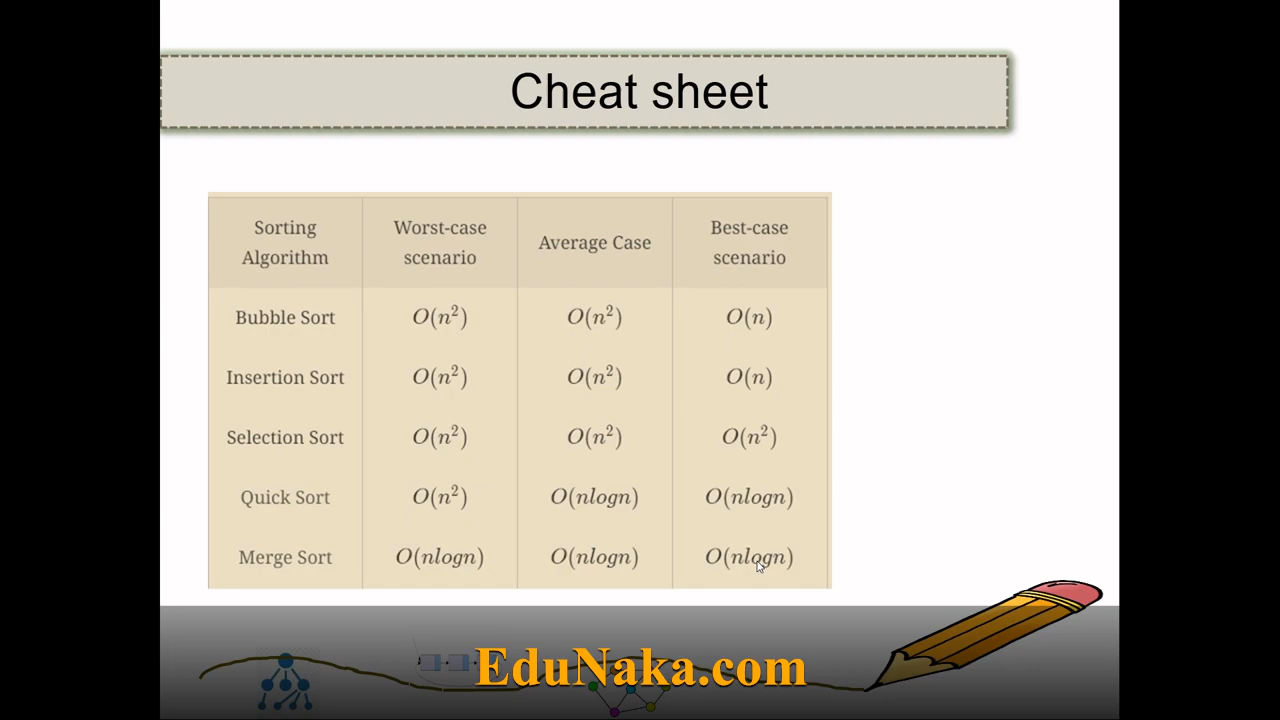 Cheat sheet
Sorting Algorithm Worst-case scenario Average Case Best-case scenario
Bubble Sort O(n²) O(n²) O(n)
Insertion Sort O(n²) O(n²) O(n)
Selection Sort O(n²) O(n²) O(n²)
Quick Sort O(n²) O(nlogn) O(nlogn)
Merge Sort O(nlogn) O(nlogn) O(nlogn)
EduNaka.com